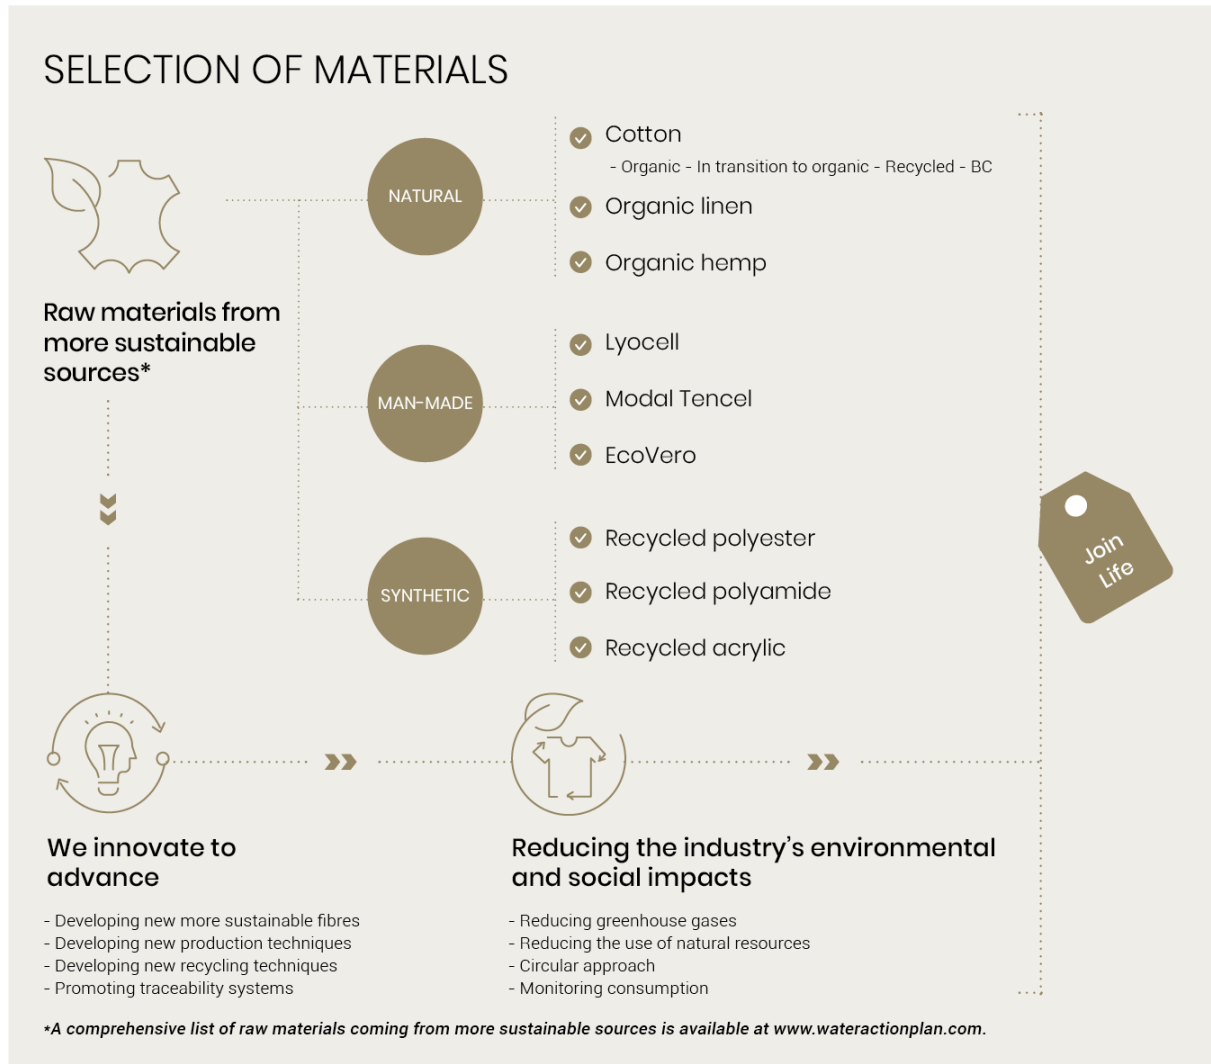 SELECTION OF MATERIALS
Raw materials from
more sustainable
sources*
NATURAL
Cotton
- Organic - In transition to organic - Recycled - BC
Organic linen
Organic hemp
MAN-MADE
Lyocell
Modal Tencel
EcoVero
SYNTHETIC
Recycled polyester
Recycled polyamide
Recycled acrylic
Join
Life
We innovate to
advance
- Developing new more sustainable fibres
- Developing new production techniques
- Developing new recycling techniques
- Promoting traceability systems
Reducing the industry’s environmental
and social impacts
- Reducing greenhouse gases
- Reducing the use of natural resources
- Circular approach
- Monitoring consumption
*A comprehensive list of raw materials coming from more sustainable sources is available at www.wateractionplan.com.